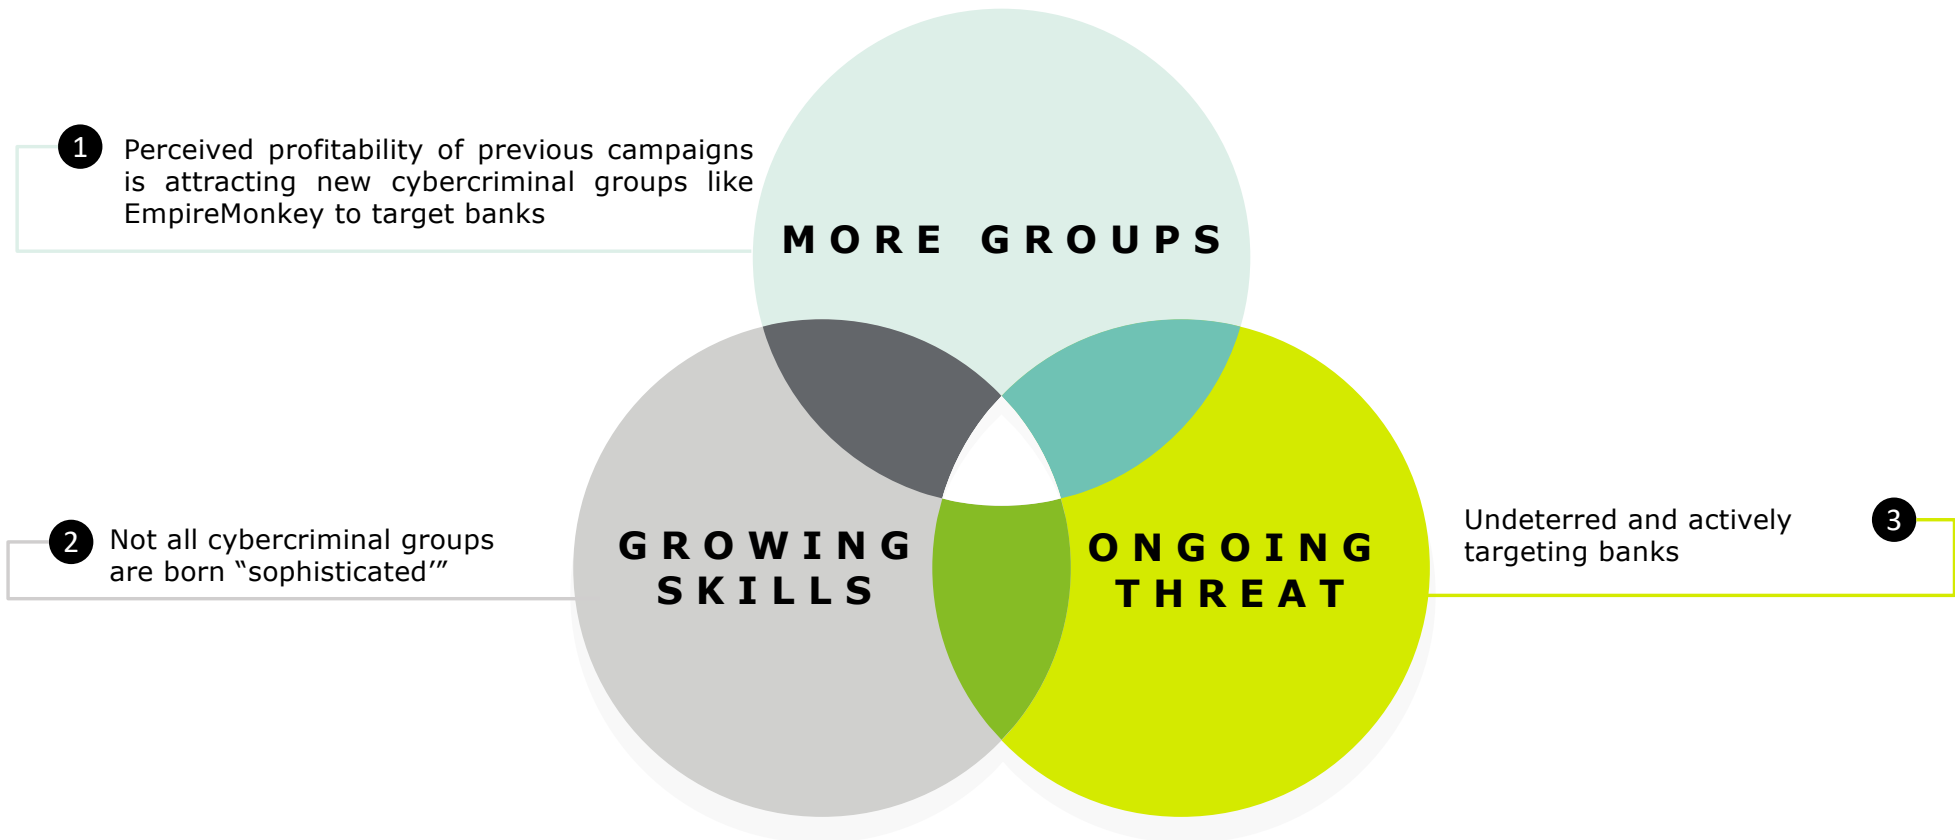 1
Perceived profitability of previous campaigns
is attracting new cybercriminal groups like
EmpireMonkey to target banks
MORE GROUPS
2
Not all cybercriminal groups
are born “sophisticated’”
GROWING
SKILLS
ONGOING
THREAT
Undeterred and actively
targeting banks
3